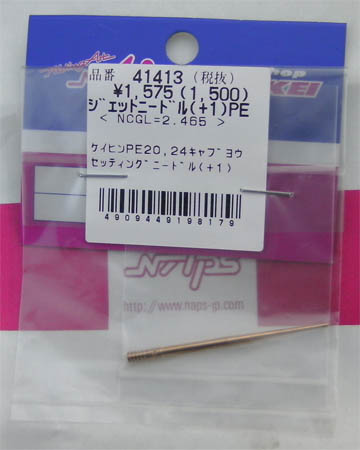 品番 41413 (税抜)
¥1,575(1,500)
ジェットニードル(+1)PE
< NCGL=2.465 >
ケイヒンPE20,24キャブヨウ
セッティングニードル(+1)
4909449198179
NAPS
http://www.naps-jp.com/